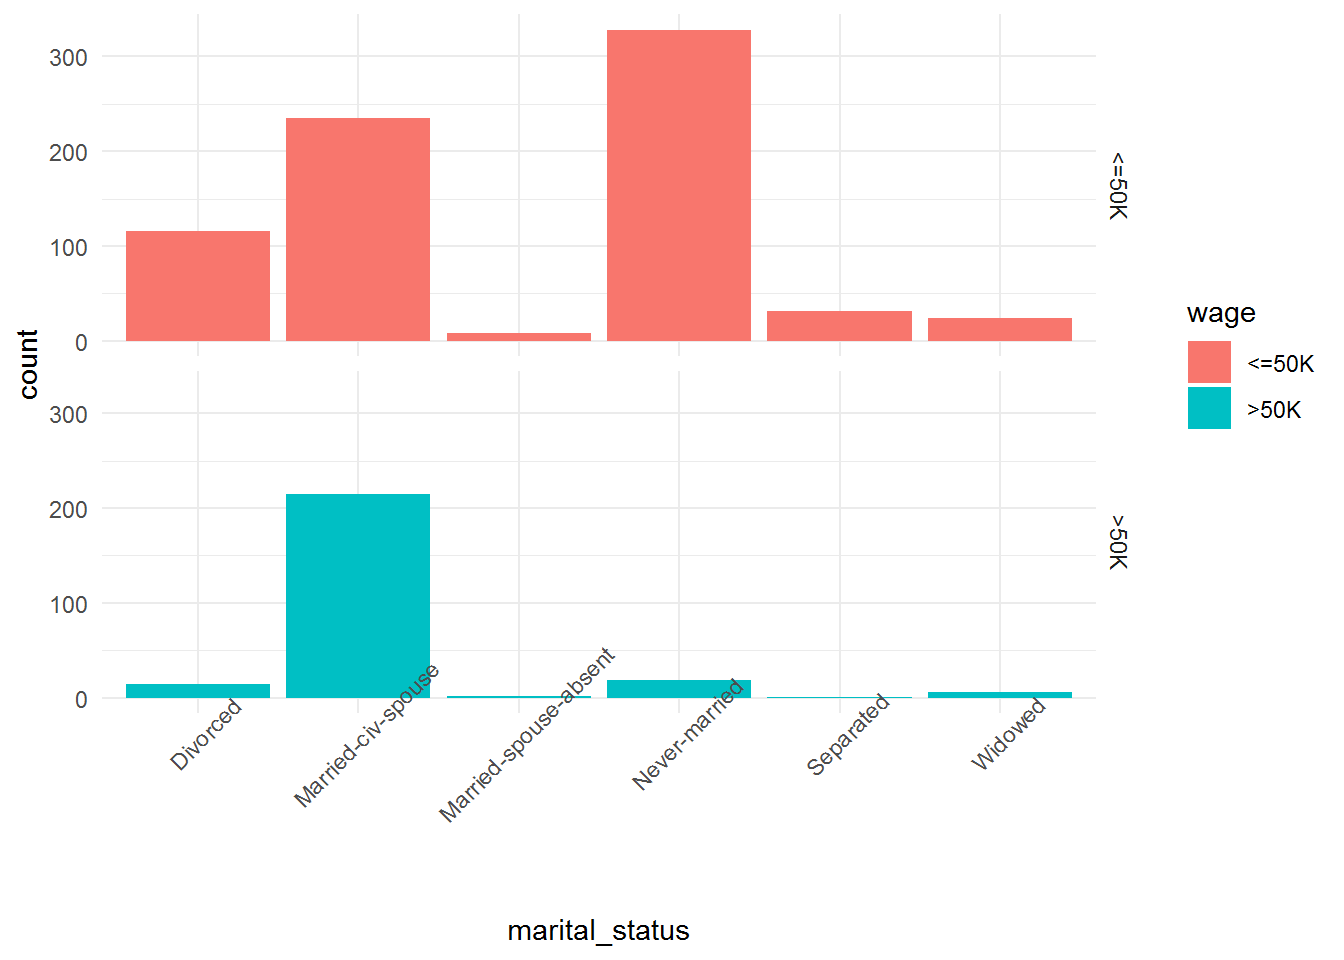 300
200
100
0
<=50K
300
200
100
0
>50K
count
Divorced
Married-civ-spouse
Married-spouse-absent
Never-married
Separated
Widowed
marital_status
wage
<=50K
>50K